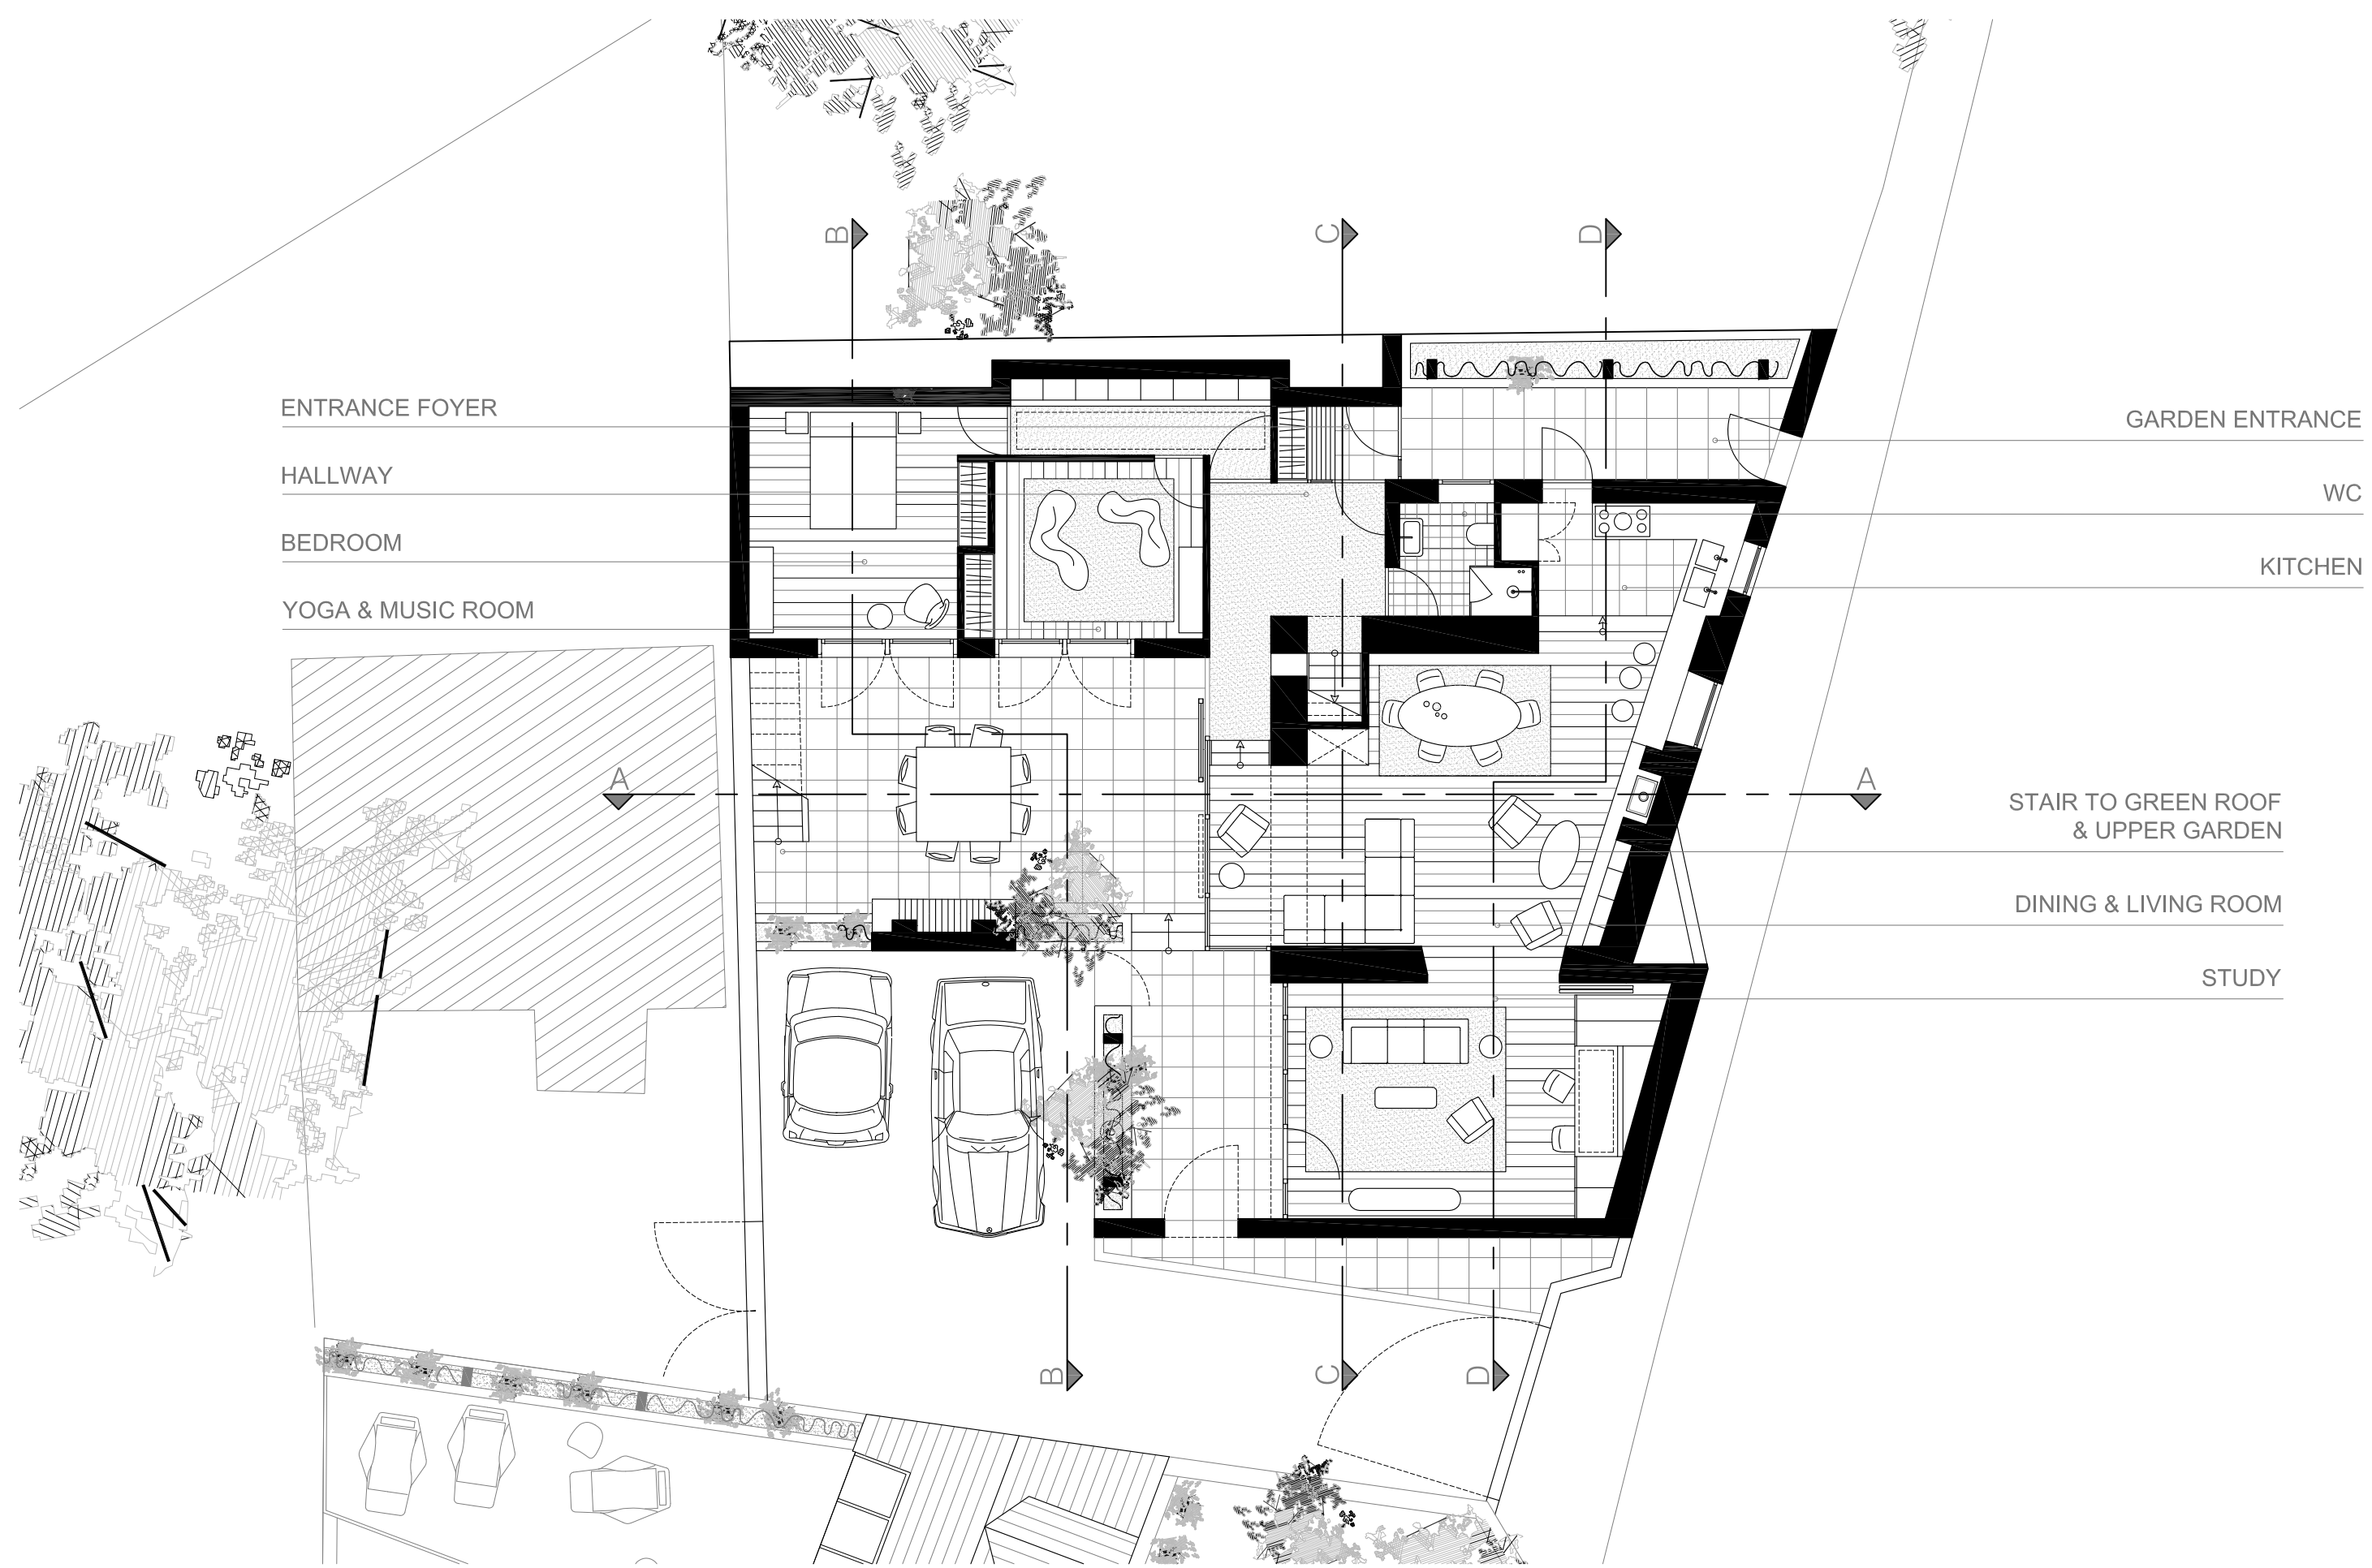 B
C
D
ENTRANCE FOYER
GARDEN ENTRANCE
HALLWAY
WC
BEDROOM
KITCHEN
YOGA & MUSIC ROOM
A
A
STAIR TO GREEN ROOF
& UPPER GARDEN
DINING & LIVING ROOM
STUDY
B
C
D